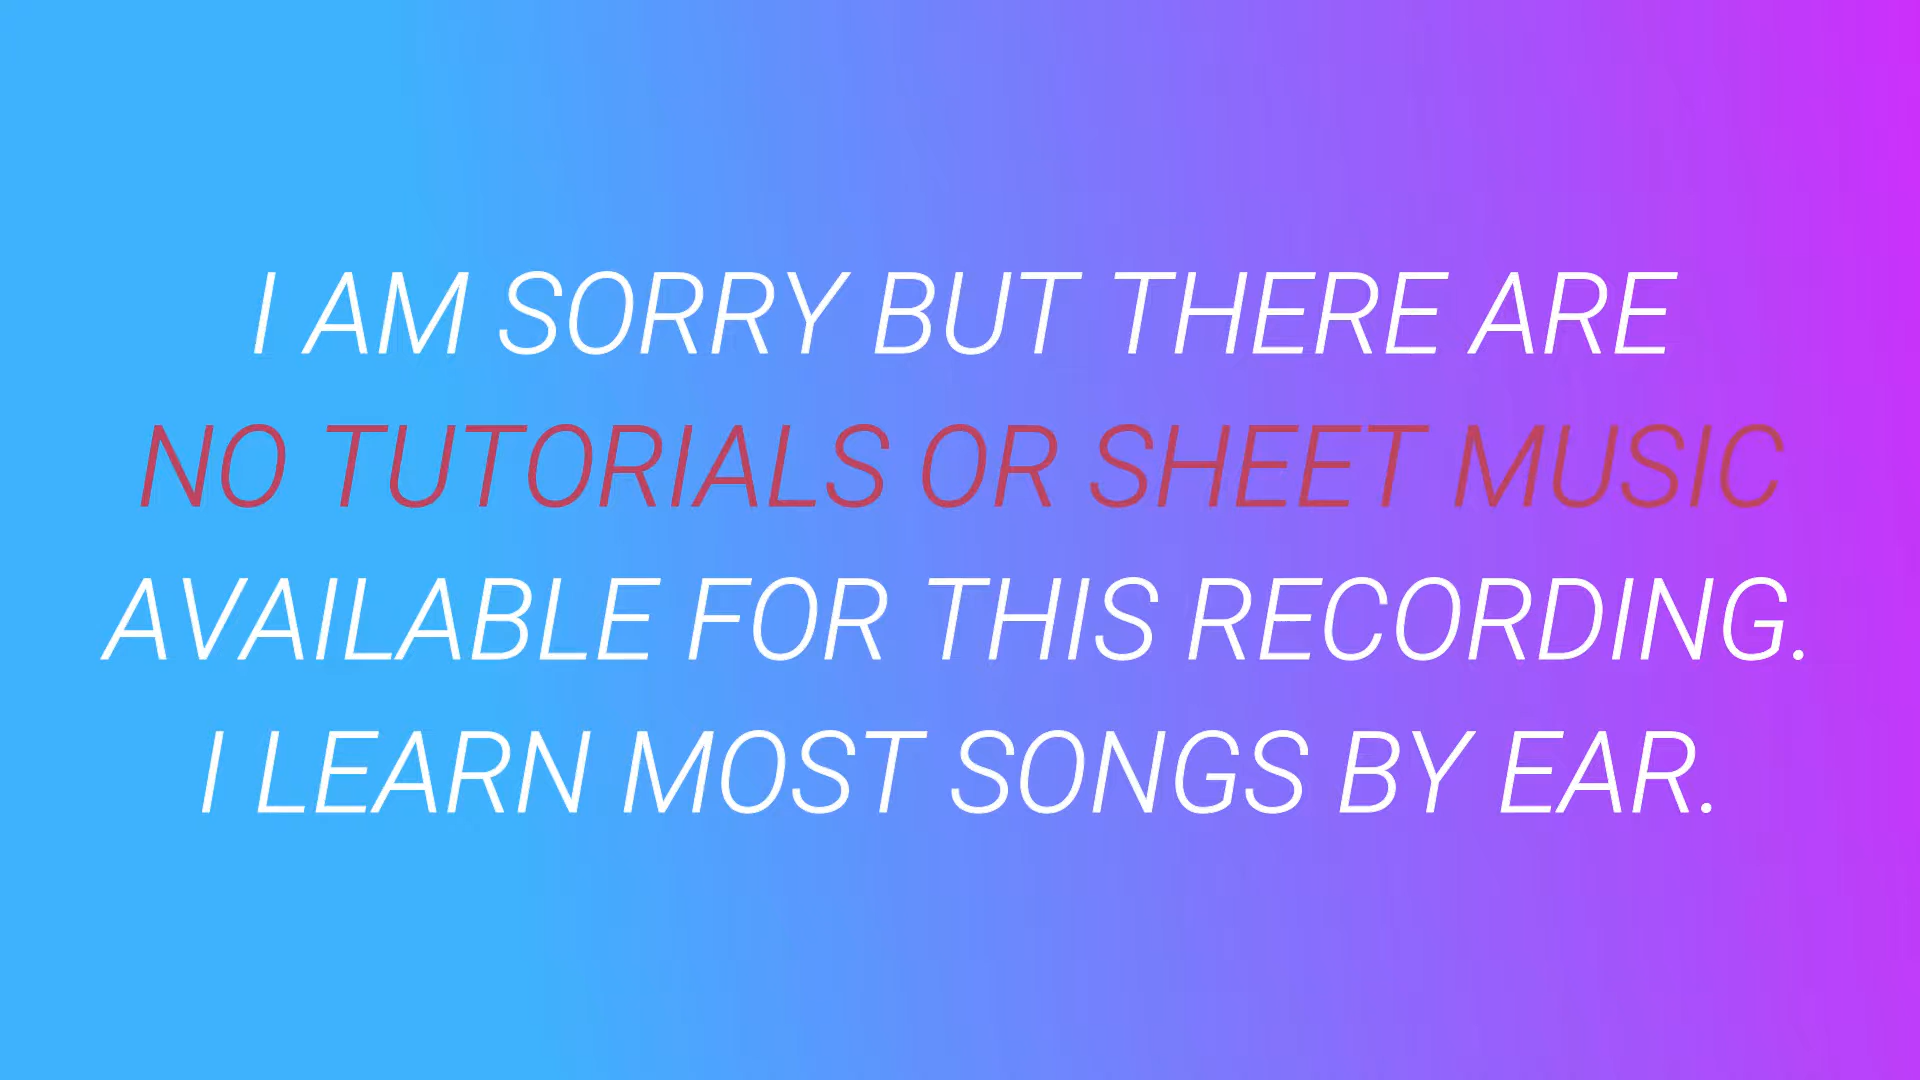 I AM SORRY BUT THERE ARE
NO TUTORIALS OR SHEET MUSIC
AVAILABLE FOR THIS RECORDING.
I LEARN MOST SONGS BY EAR.